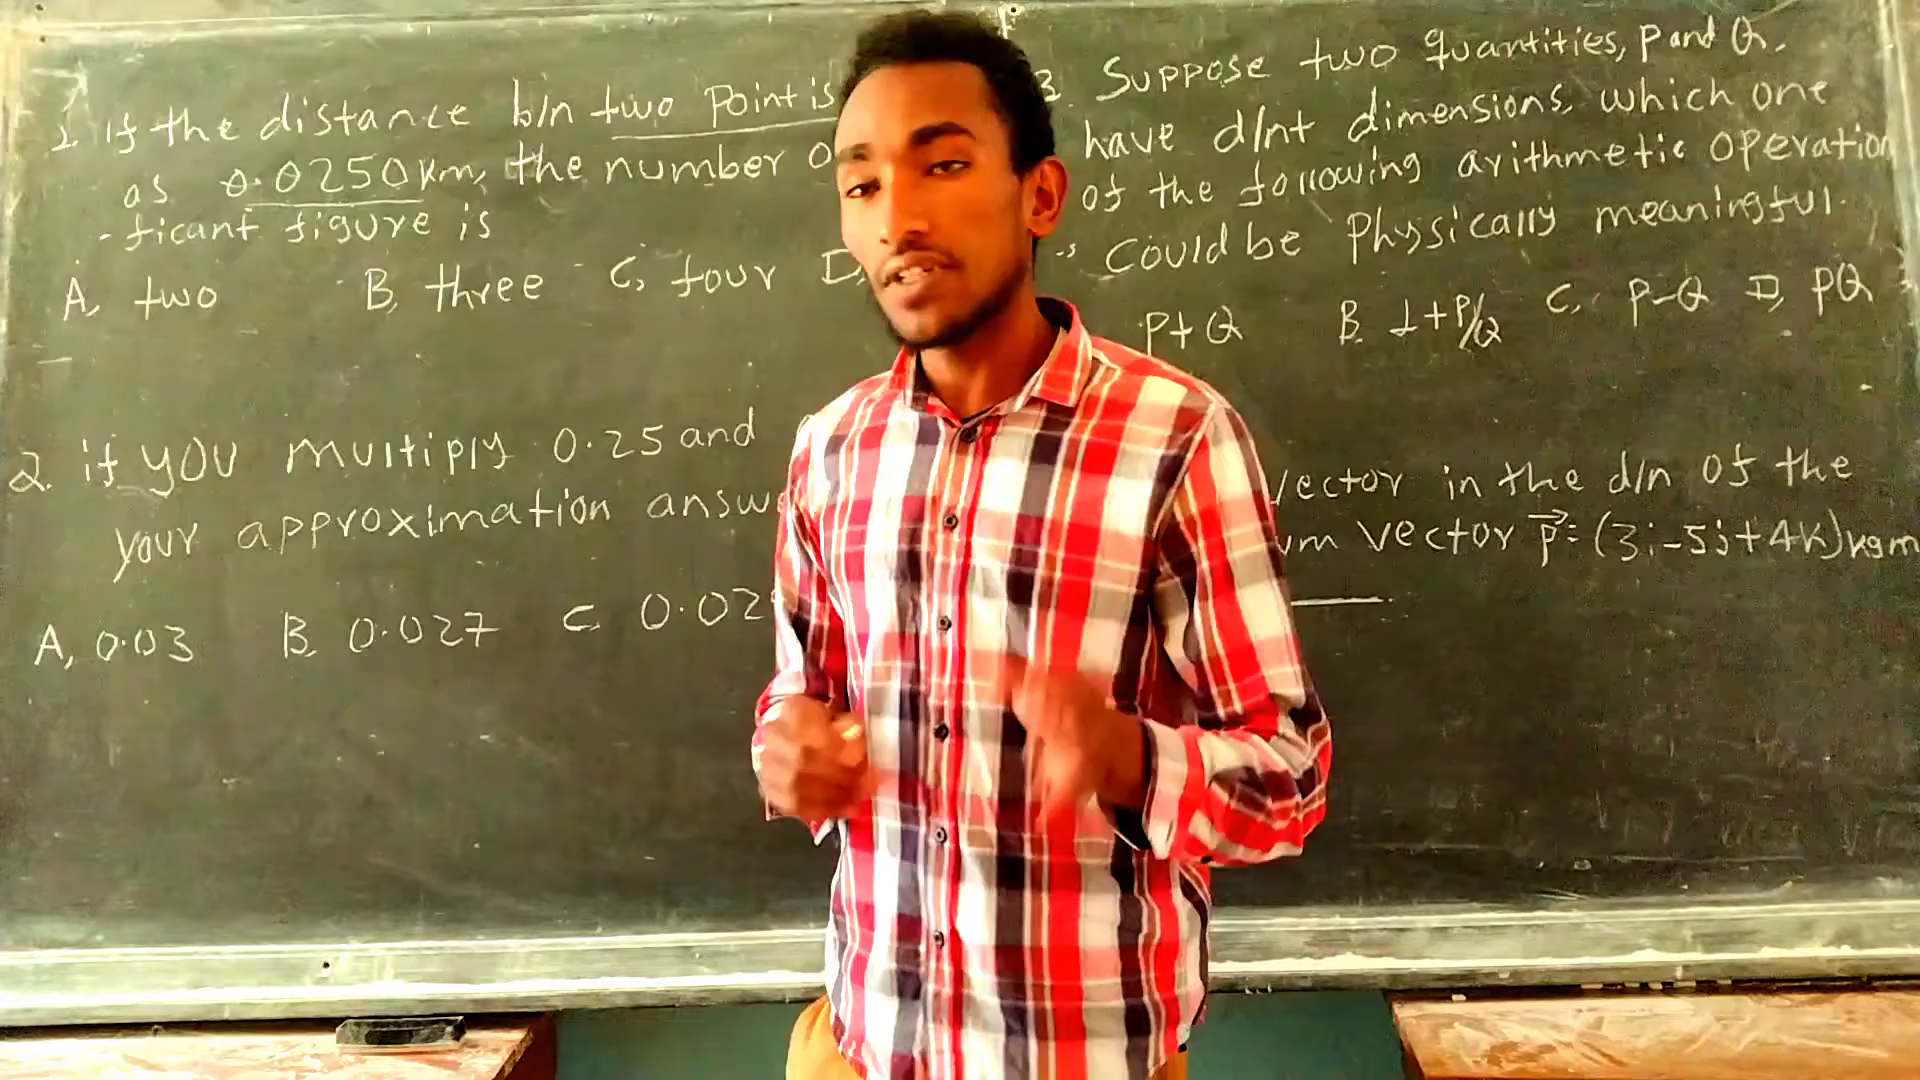 1. If the distance b/n two Point is
as 0.0250km, the number o
-ficant figure is
A, two B, three C, four D,
2. if you multiply 0.25 and
your approximation answ
A, 0.03 B, 0.027 C 0.02
3. Suppose two quantities, P and Q.
have d/nt dimensions, which one
of the following arithmetic operation
could be Physically meaningful.
P+Q B. 1+P/Q C, P-Q D, PQ
vector in the d/n of the
um vector P = (3i-5j+4k)kgm